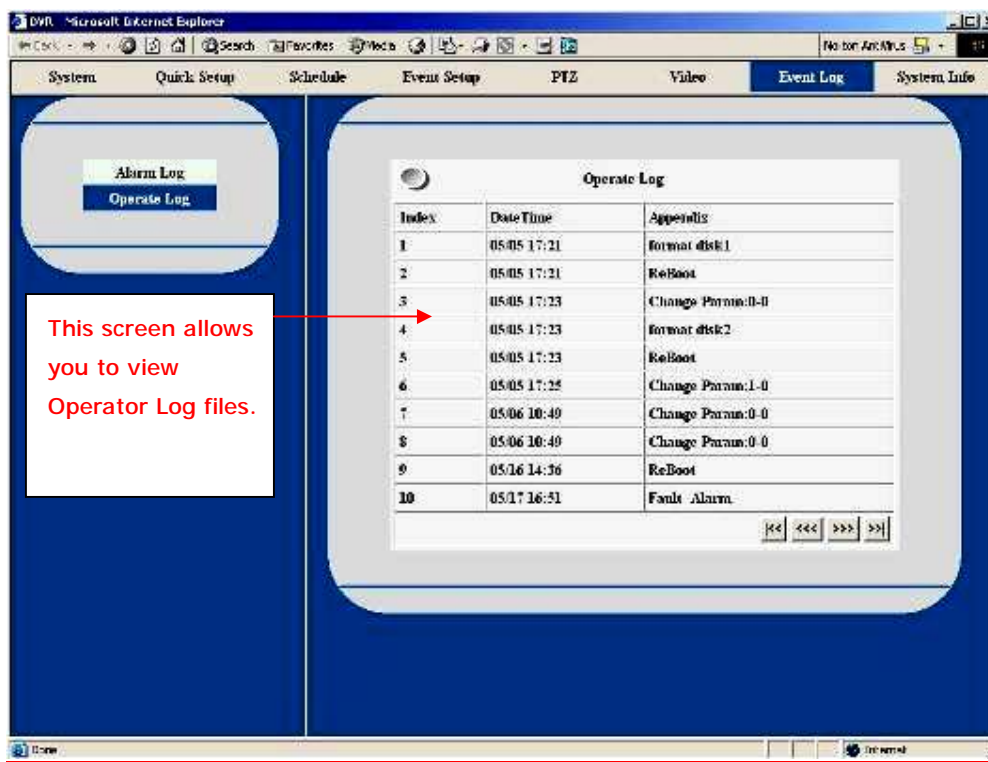 DVR Microsoft Internet Explorer
Back Search Favorites Media Norton AntiVirus
System Quick Setup Schedule Event Setup PTZ Video Event Log System Info
Alarm Log
Operate Log
Operate Log
Index DateTime Appendix
1 05/05 17:21 format disk1
2 05/05 17:21 ReBoot
3 05/05 17:23 Change Param:0-0
4 05/05 17:23 format disk2
5 05/05 17:23 ReBoot
6 05/05 17:25 Change Param:1-0
7 05/06 10:49 Change Param:0-0
8 05/06 10:49 Change Param:0-0
9 05/16 14:56 ReBoot
10 05/17 16:51 Fault Alarm
|<< <<< >>> >>|
This screen allows
you to view
Operator Log files.
Done Internet